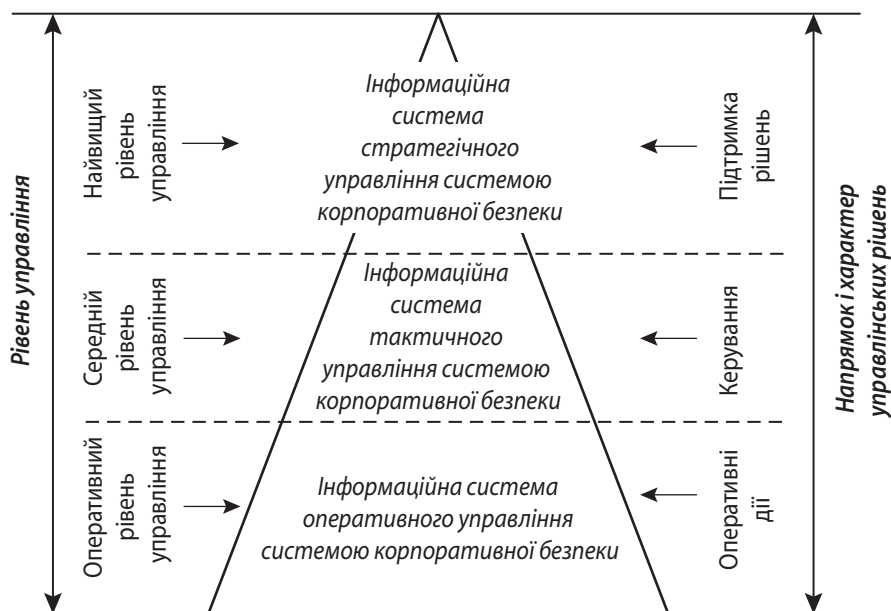 Рівень управління
Найвищий
рівень
управління
Інформаційна
система
стратегічного
управління системою
корпоративної безпеки
Підтримка
рішень
Середній
рівень
управління
Інформаційна
система
тактичного
управління системою
корпоративної безпеки
Керування
Оперативний
рівень
управління
Інформаційна система
оперативного управління
системою корпоративної безпеки
Оперативні
дії
Напрямок і характер
управлінських рішень